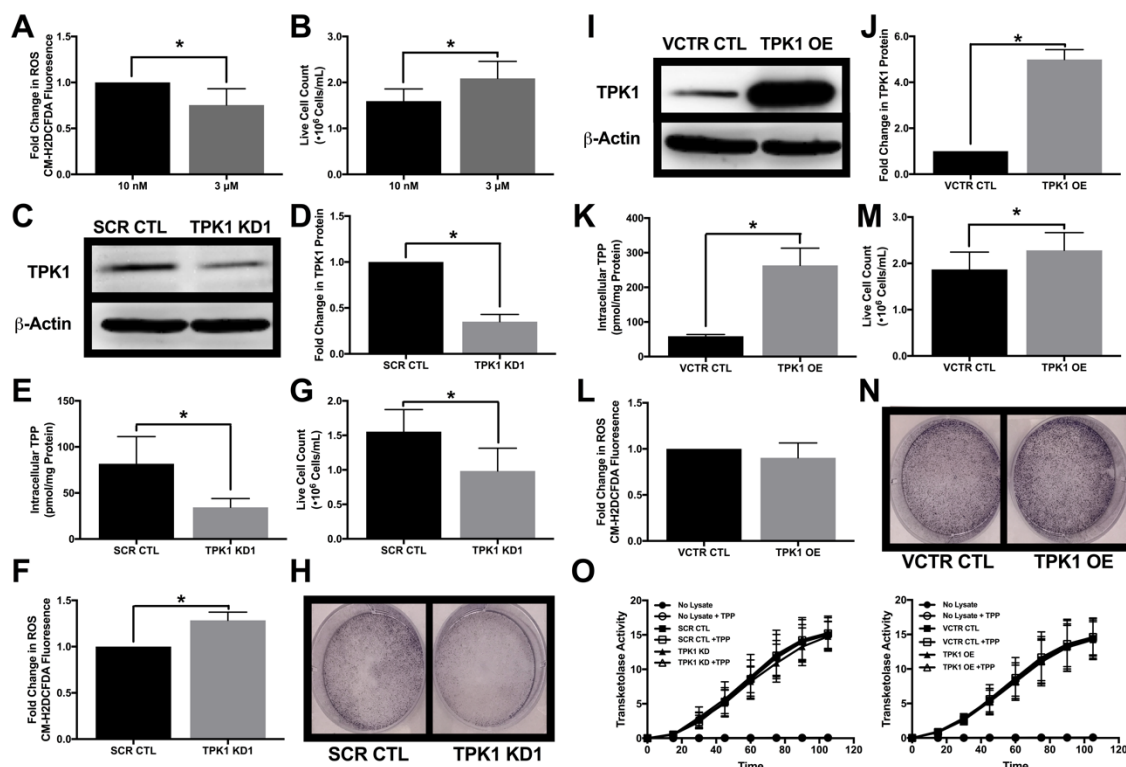 A
Fold Change in ROS
CM-H2DCFDA Fluorescence
1.5
1.0
0.5
0.0
*
10 nM
3 μM
B
Live Cell Count
(•10⁶ Cells/mL)
3.0
2.0
1.0
0.0
*
10 nM
3 μM
C
SCR CTL
TPK1 KD1
TPK1
β-Actin
D
Fold Change in TPK1 Protein
1.5
1.0
0.5
0.0
*
SCR CTL
TPK1 KD1
E
Intracellular TPP
(pmol/mg Protein)
150
100
50
0
*
SCR CTL
TPK1 KD1
G
Live Cell Count
(•10⁶ Cells/mL)
2.0
1.5
1.0
0.5
0.0
*
SCR CTL
TPK1 KD1
F
Fold Change in ROS
CM-H2DCFDA Fluorescence
1.5
1.0
0.5
0.0
*
SCR CTL
TPK1 KD1
H
SCR CTL
TPK1 KD1
I
VCTR CTL
TPK1 OE
TPK1
β-Actin
J
Fold Change in TPK1 Protein
6.0
4.0
2.0
0.0
*
VCTR CTL
TPK1 OE
K
Intracellular TPP
(pmol/mg Protein)
400
300
200
100
0
*
VCTR CTL
TPK1 OE
M
Live Cell Count
(•10⁶ Cells/mL)
3.0
2.0
1.0
0.0
*
VCTR CTL
TPK1 OE
L
Fold Change in ROS
CM-H2DCFDA Fluorescence
1.5
1.0
0.5
0.0
VCTR CTL
TPK1 OE
N
VCTR CTL
TPK1 OE
O
Transketolase Activity
20
15
10
5
0
No Lysate
No Lysate + TPP
SCR CTL
SCR CTL +TPP
TPK1 KD
TPK1 KD +TPP
0 20 40 60 80 100 120
Time
Transketolase Activity
20
15
10
5
0
No Lysate
No Lysate + TPP
VCTR CTL
VCTR CTL +TPP
TPK1 OE
TPK1 OE +TPP
0 20 40 60 80 100 120
Time